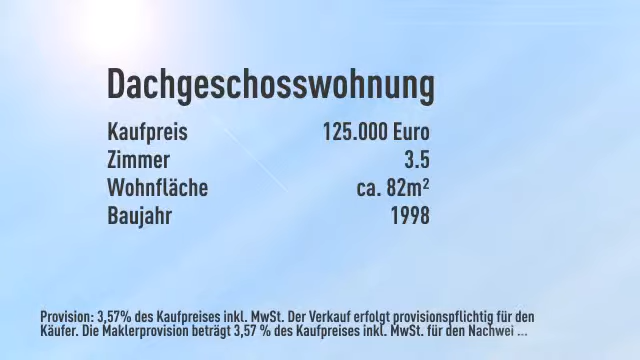 Dachgeschosswohnung
Kaufpreis 125.000 Euro
Zimmer 3.5
Wohnfläche ca. 82m²
Baujahr 1998
Provision: 3,57% des Kaufpreises inkl. MwSt. Der Verkauf erfolgt provisionspflichtig für den
Käufer. Die Maklerprovision beträgt 3,57 % des Kaufpreises inkl. MwSt. für den Nachwei ...